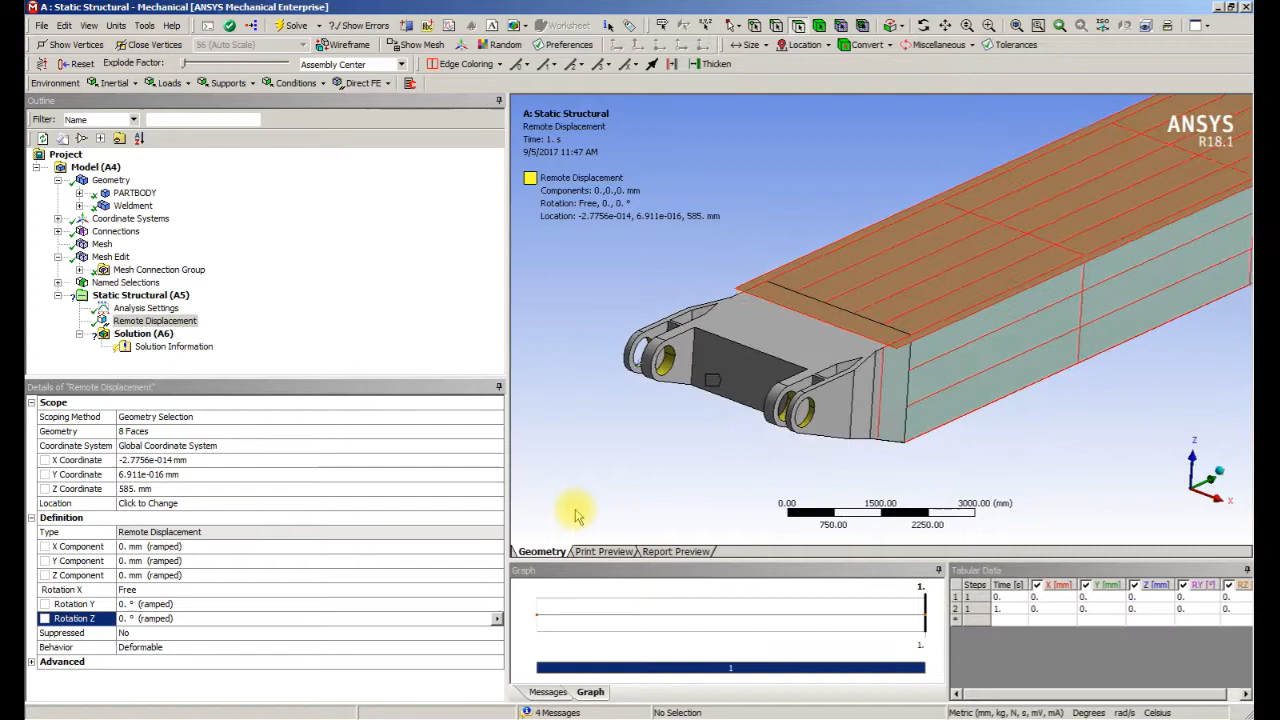 A : Static Structural - Mechanical [ANSYS Mechanical Enterprise]
File Edit View Units Tools Help Solve ?/Show Errors Worksheet
Show Vertices Close Vertices 56 (Auto Scale) Wireframe Show Mesh Random Preferences Size Location Convert Miscellaneous Tolerances
Reset Explode Factor: Assembly Center Edge Coloring Thicken
Environment Inertial Loads Supports Conditions Direct FE
Outline
Filter: Name
Project
Model (A4)
Geometry
PARTBODY
Weldment
Coordinate Systems
Connections
Mesh
Mesh Edit
Mesh Connection Group
Named Selections
Static Structural (A5)
Analysis Settings
Remote Displacement
Solution (A6)
Solution Information
Details of "Remote Displacement"
Scope
Scoping Method Geometry Selection
Geometry 8 Faces
Coordinate System Global Coordinate System
X Coordinate -2.7756e-014 mm
Y Coordinate 6.911e-016 mm
Z Coordinate 585. mm
Location Click to Change
Definition
Type Remote Displacement
X Component 0. mm (ramped)
Y Component 0. mm (ramped)
Z Component 0. mm (ramped)
Rotation X Free
Rotation Y 0. ° (ramped)
Rotation Z 0. ° (ramped)
Suppressed No
Behavior Deformable
Advanced
A: Static Structural
Remote Displacement
Time: 1. s
9/5/2017 11:47 AM
Remote Displacement
Components: 0.,0.,0. mm
Rotation: Free, 0., 0. °
Location: -2.7756e-014, 6.911e-016, 585. mm
ANSYS
R18.1
Z
X
0.00 1500.00 3000.00 (mm)
750.00 2250.00
Geometry Print Preview Report Preview
Graph
1.
1.
1
Messages Graph
Tabular Data
Steps Time [s] X [mm] Y [mm] Z [mm] RY [°] RZ [
1 1 0. 0. 0. 0. 0. 0.
2 1 1. 0. 0. 0. 0. 0.
*
4 Messages No Selection Metric (mm, kg, N, s, mV, mA) Degrees rad/s Celsius